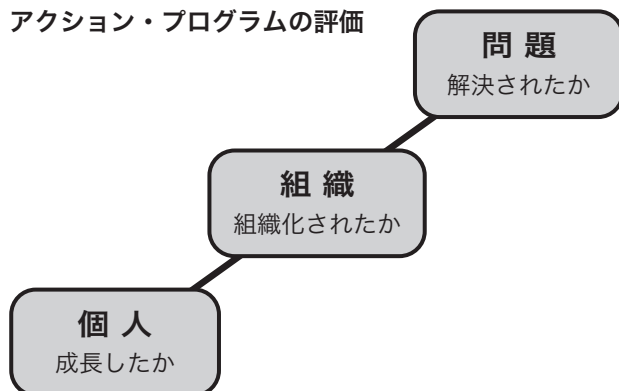 アクション・プログラムの評価
問 題
解決されたか
組 織
組織化されたか
個 人
成長したか